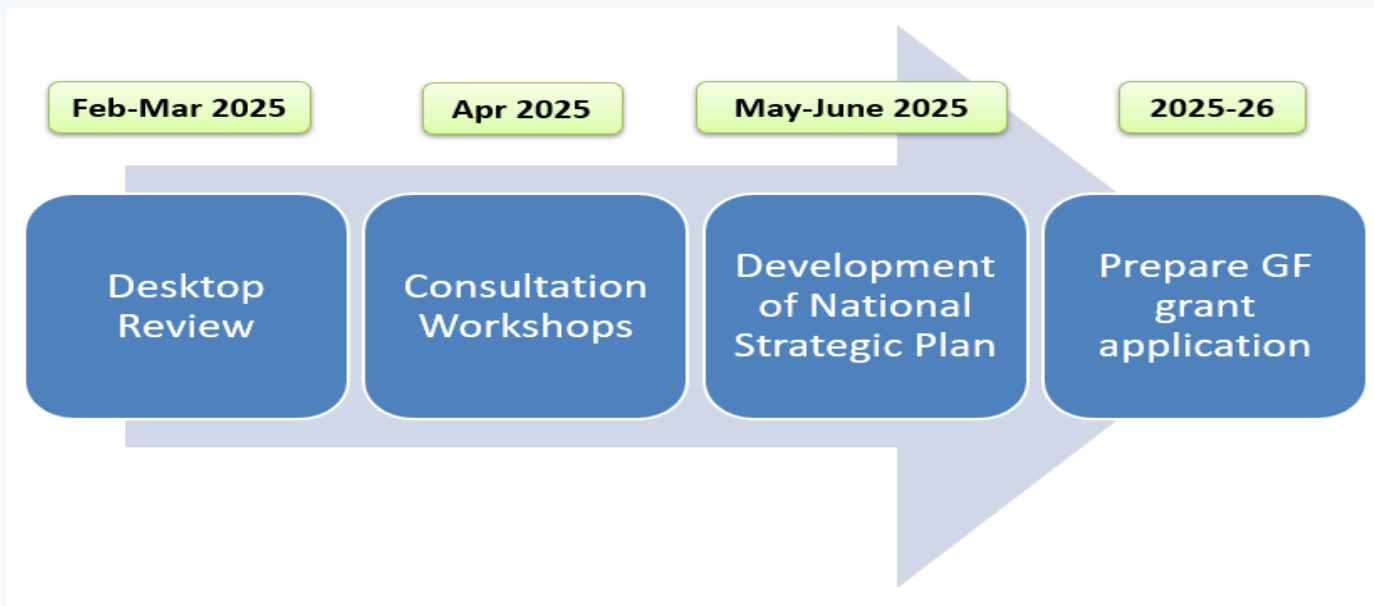 Feb-Mar 2025
Apr 2025
May-June 2025
2025-26
Desktop
Review
Consultation
Workshops
Development
of National
Strategic Plan
Prepare GF
grant
application